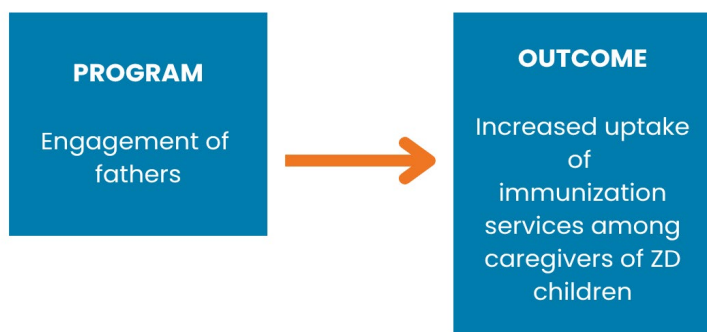 PROGRAM
Engagement of
fathers
OUTCOME
Increased uptake
of
immunization
services among
caregivers of ZD
children